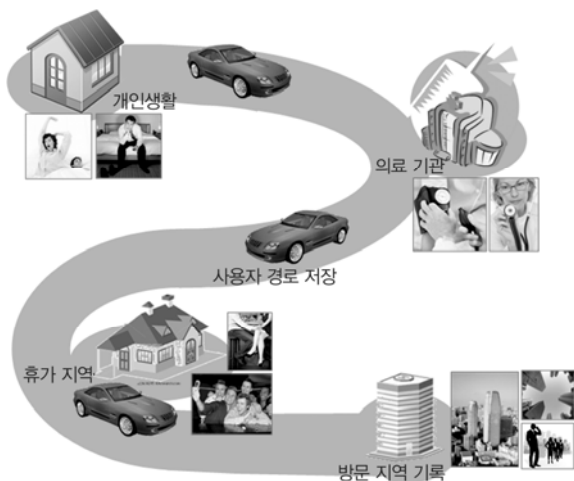 개인생활
의료 기관
사용자 경로 저장
휴가 지역
방문 지역 기록